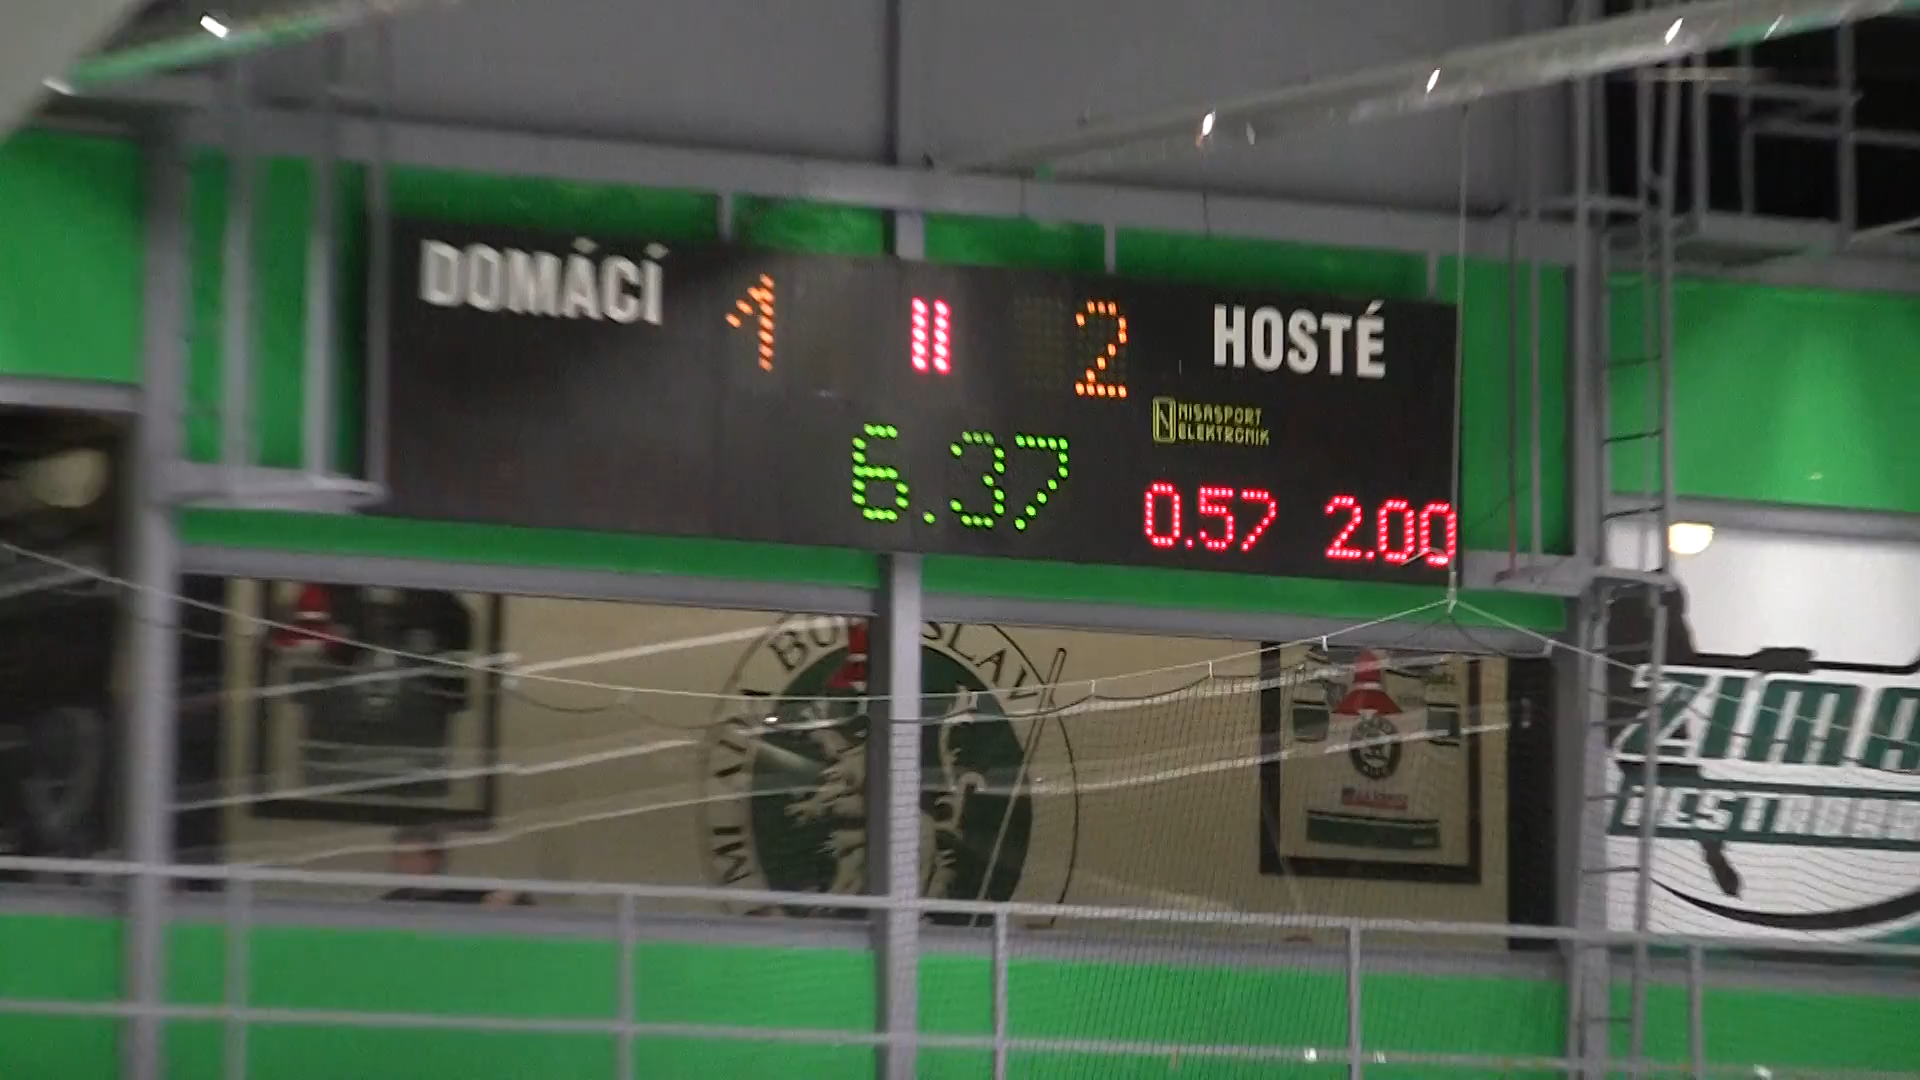 DOMÁCÍ 1 II 2 HOSTÉ
NISASPORT
ELEKTRONIK
6.37
0.57 2.00